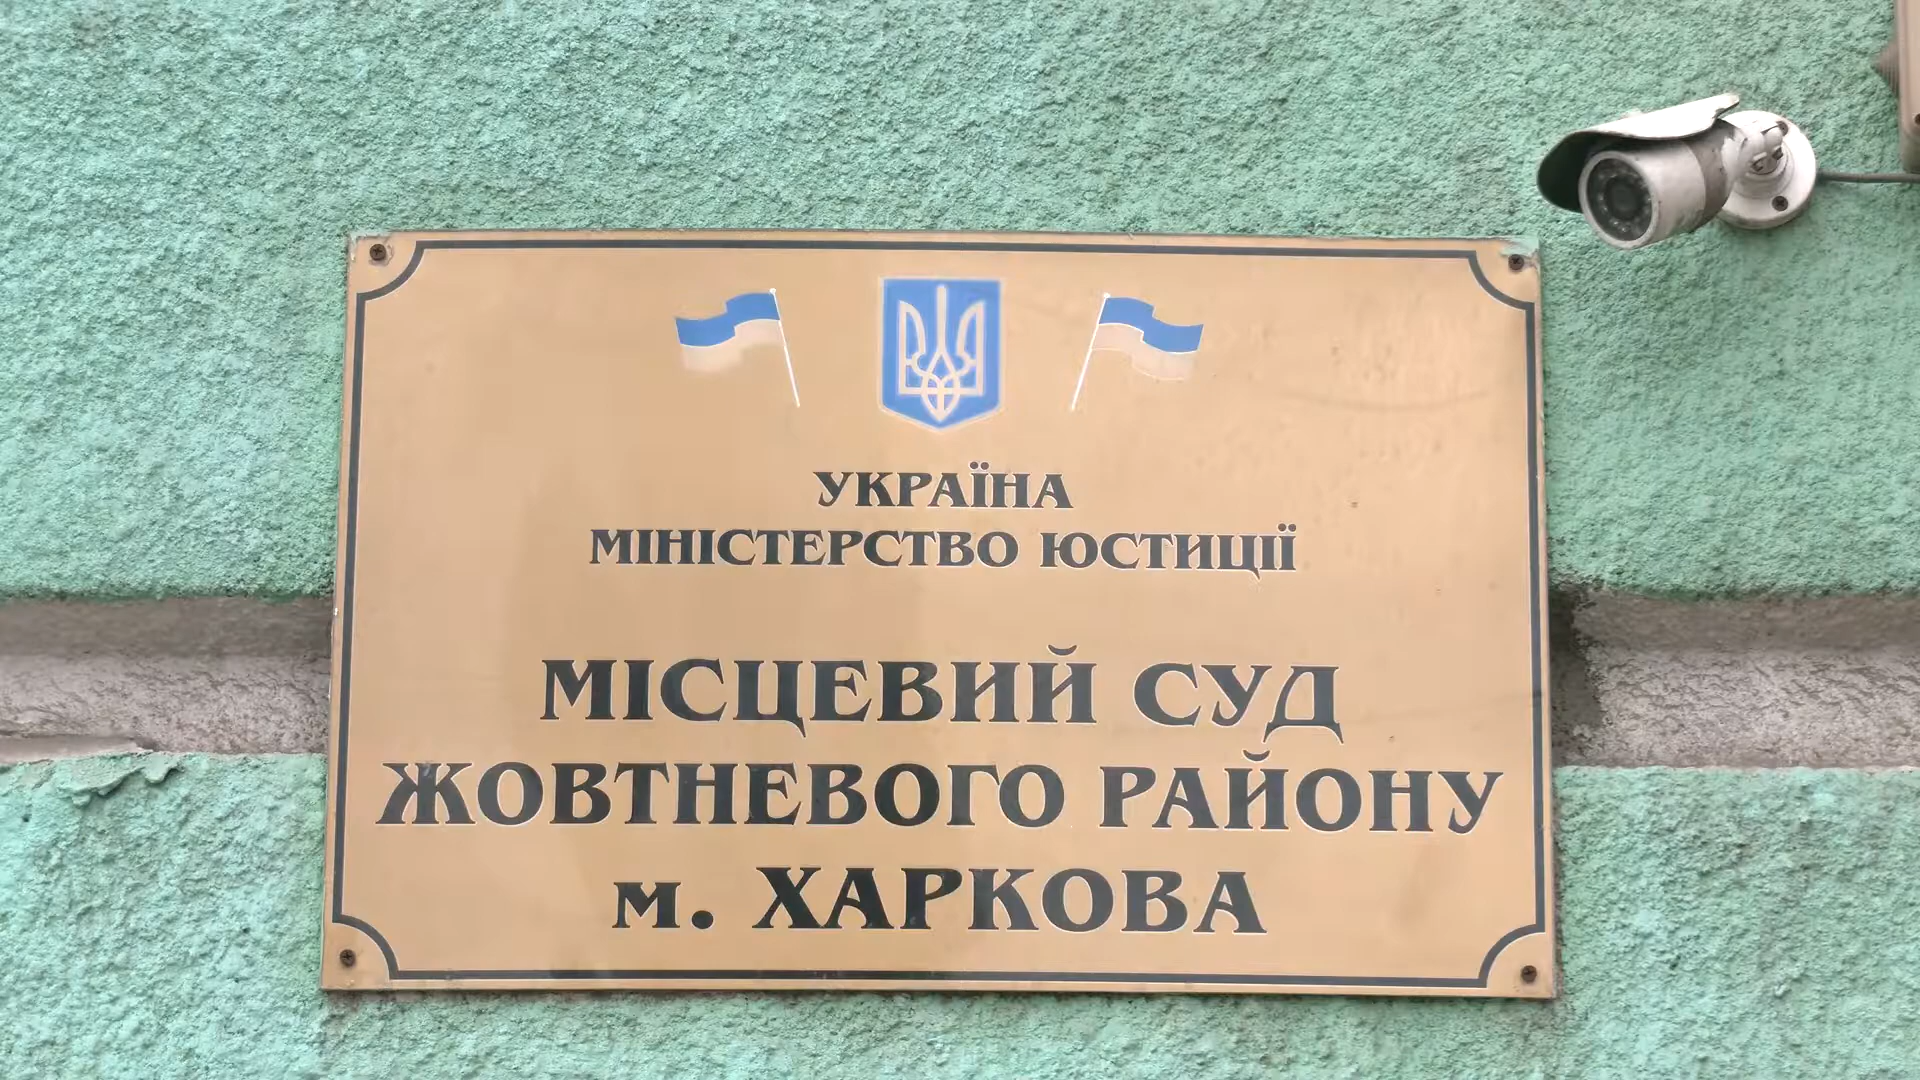 УКРАЇНА
МІНІСТЕРСТВО ЮСТИЦІЇ
МІСЦЕВИЙ СУД
ЖОВТНЕВОГО РАЙОНУ
м. ХАРКОВА